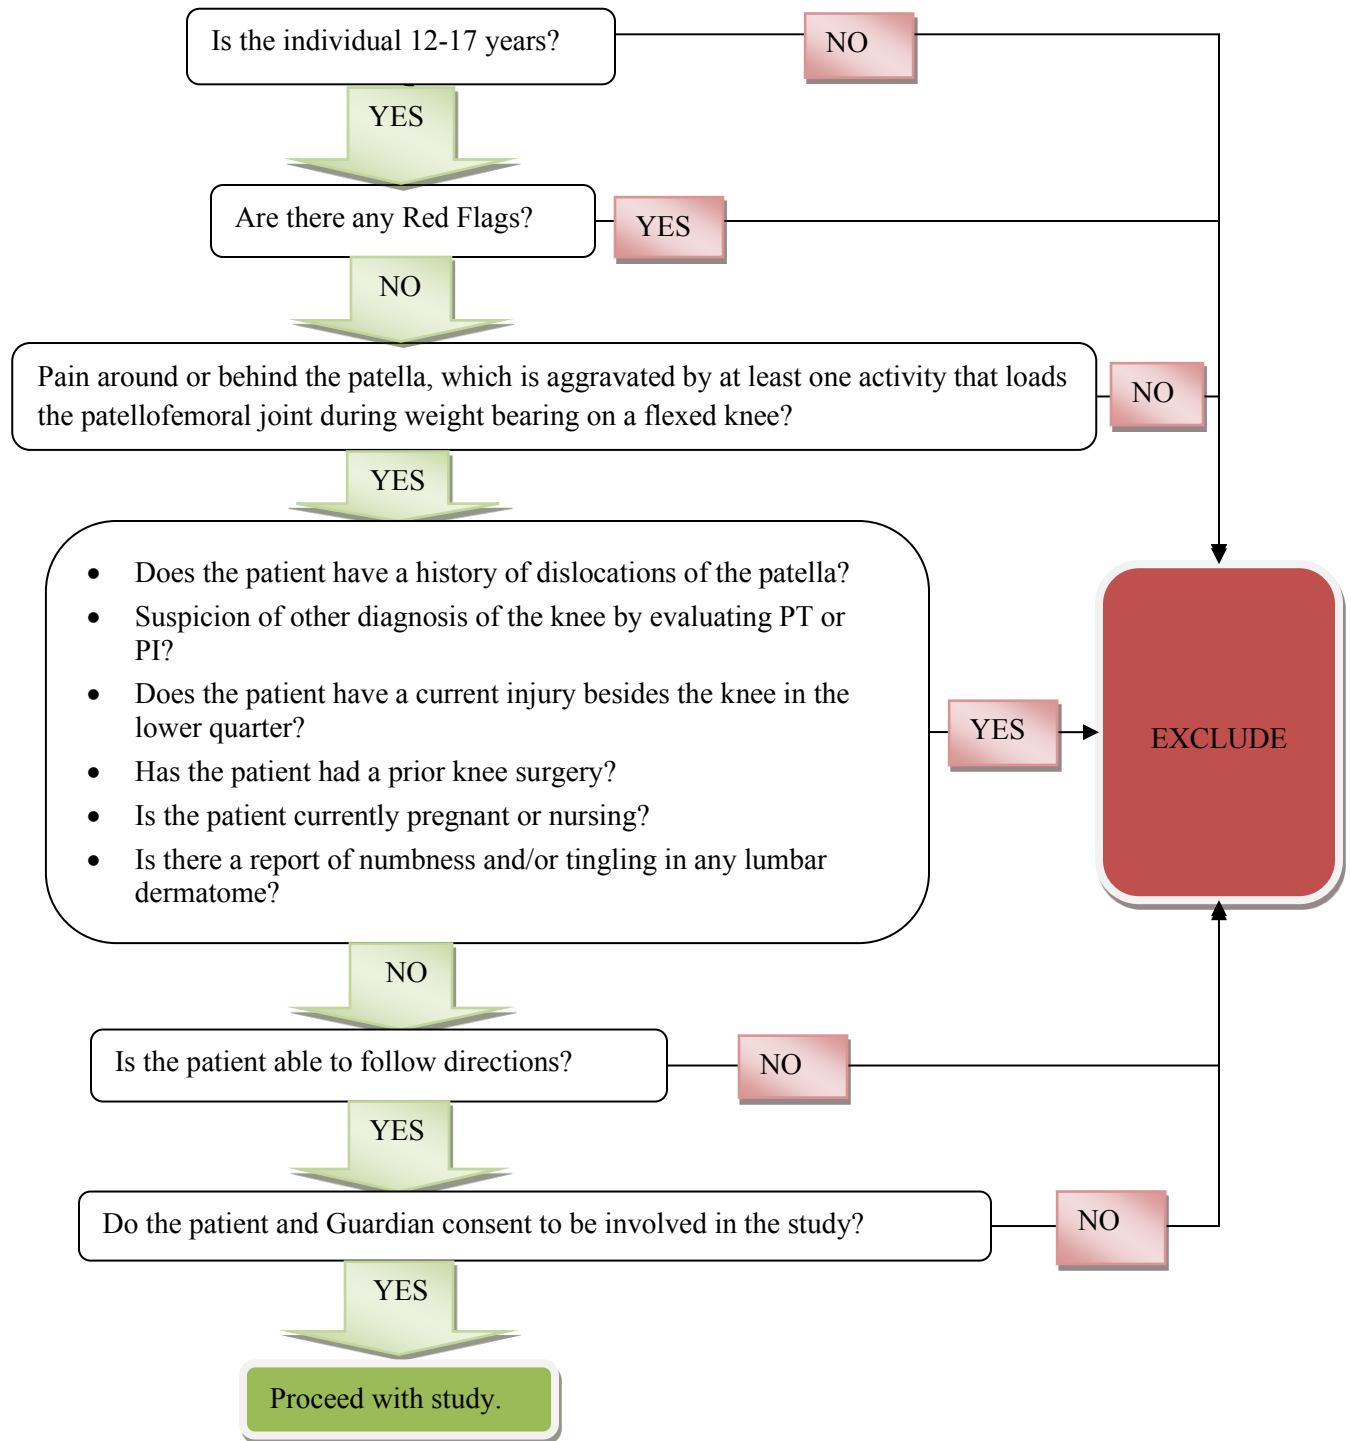 Is the individual 12-17 years?
NO
YES
Are there any Red Flags?
YES
NO
Pain around or behind the patella, which is aggravated by at least one activity that loads
the patellofemoral joint during weight bearing on a flexed knee?
NO
YES
• Does the patient have a history of dislocations of the patella?
• Suspicion of other diagnosis of the knee by evaluating PT or
PI?
• Does the patient have a current injury besides the knee in the
lower quarter?
• Has the patient had a prior knee surgery?
• Is the patient currently pregnant or nursing?
• Is there a report of numbness and/or tingling in any lumbar
dermatome?
YES
EXCLUDE
NO
Is the patient able to follow directions?
NO
YES
Do the patient and Guardian consent to be involved in the study?
NO
YES
Proceed with study.